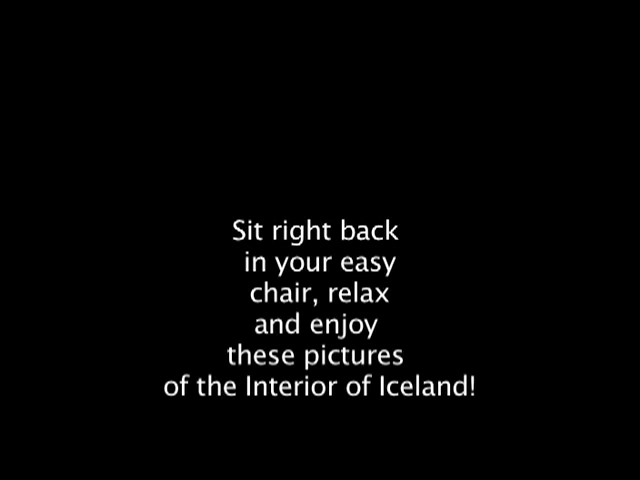 Sit right back
in your easy
chair, relax
and enjoy
these pictures
of the Interior of Iceland!